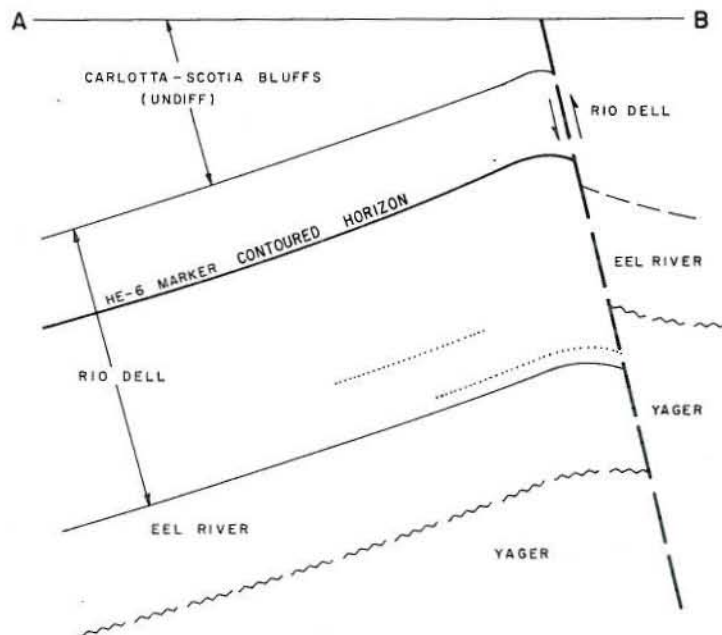 A
B
CARLOTTA-SCOTIA BLUFFS
(UNDIFF)
RIO DELL
HE-6 MARKER CONTOURED HORIZON
EEL RIVER
RIO DELL
YAGER
EEL RIVER
YAGER